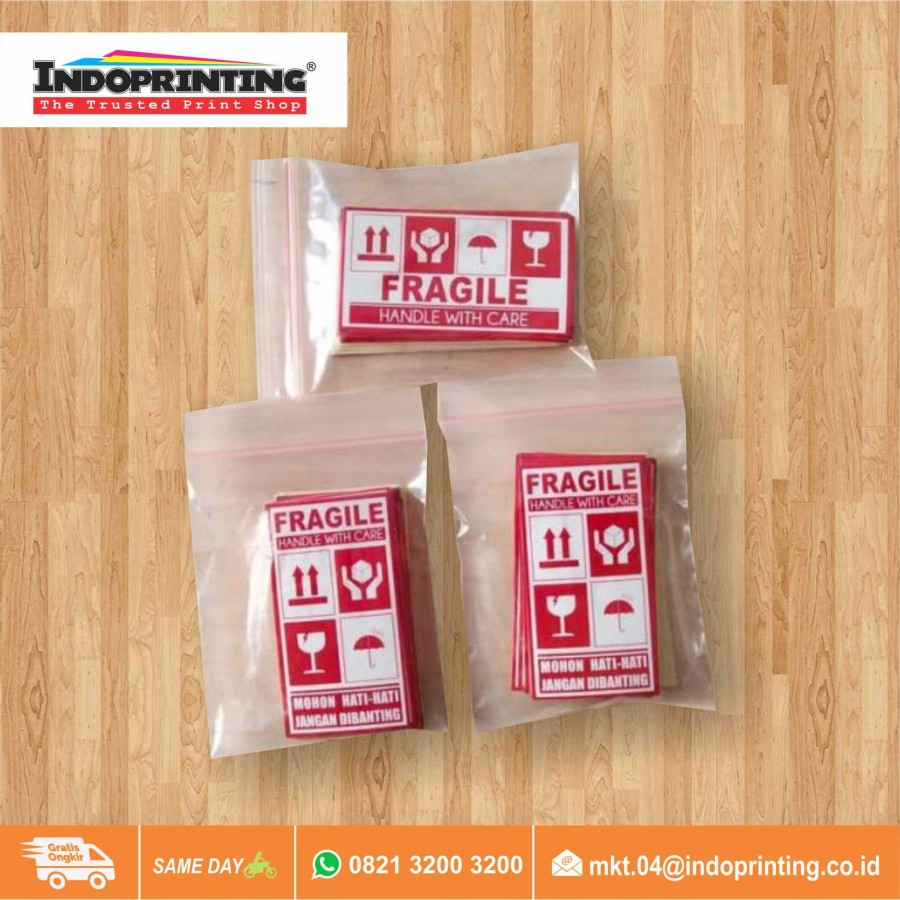 INDOPRINTING®
The Trusted Print Shop
FRAGILE
HANDLE WITH CARE
FRAGILE
HANDLE WITH CARE
MOHON HATI-HATI
JANGAN DIBANTING
FRAGILE
HANDLE WITH CARE
MOHON HATI-HATI
JANGAN DIBANTING
Gratis
Ongkir
SAME DAY
0821 3200 3200
mkt.04@indoprinting.co.id